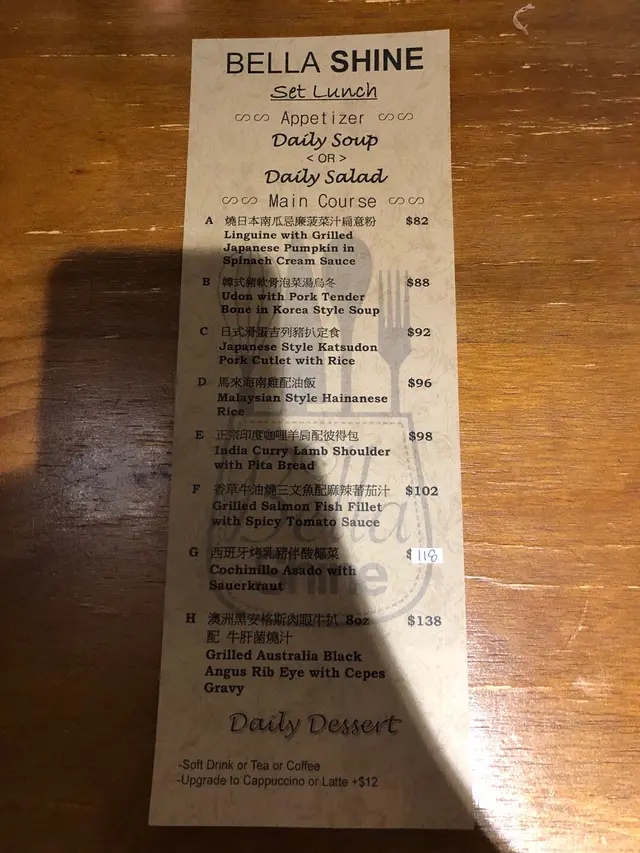 BELLA SHINE
Set Lunch
Appetizer
Daily Soup
< OR >
Daily Salad
Main Course
A 燒日本南瓜忌廉菠菜汁扁意粉 $82
Linguine with Grilled
Japanese Pumpkin in
Spinach Cream Sauce
B 韓式豬軟骨泡菜湯烏冬 $88
Udon with Pork Tender
Bone in Korea Style Soup
C 日式滑蛋吉列豬扒定食 $92
Japanese Style Katsudon
Pork Cutlet with Rice
D 馬來海南雞配油飯 $96
Malaysian Style Hainanese
Rice
E 正宗印度咖喱羊肩配彼得包 $98
India Curry Lamb Shoulder
with Pita Bread
F 香草牛油燒三文魚配麻辣蕃茄汁 $102
Grilled Salmon Fish Fillet
with Spicy Tomato Sauce
G 西班牙烤乳豬伴酸椰菜 $118
Cochinillo Asado with
Sauerkraut
H 澳洲黑安格斯肉眼牛扒 8oz $138
配 牛肝菌燒汁
Grilled Australia Black
Angus Rib Eye with Cepes
Gravy
Daily Dessert
-Soft Drink or Tea or Coffee
-Upgrade to Cappuccino or Latte +$12
Bella
Shine